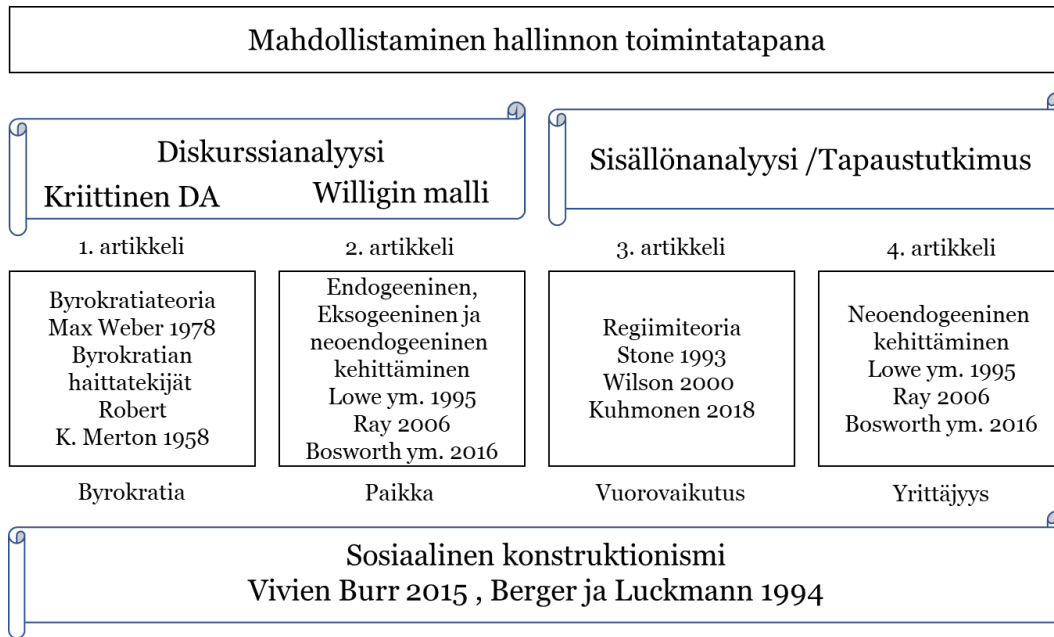 Mahdollistaminen hallinnon toimintatapana
Diskurssianalyysi
Kriittinen DA
Willigin malli
Sisällönanalyysi /Tapaustutkimus
1. artikkeli
2. artikkeli
3. artikkeli
4. artikkeli
Byrokratiateoria
Max Weber 1978
Byrokratian
haittatekijät
Robert
K. Merton 1958
Endogeeninen,
Eksogeeninen ja
neoendogeeninen
kehittäminen
Lowe ym. 1995
Ray 2006
Bosworth ym. 2016
Regiimiteoria
Stone 1993
Wilson 2000
Kuhmonen 2018
Neoendogeeninen
kehittäminen
Lowe ym. 1995
Ray 2006
Bosworth ym. 2016
Byrokratia
Paikka
Vuorovaikutus
Yrittäjyys
Sosiaalinen konstruktionismi
Vivien Burr 2015 , Berger ja Luckmann 1994